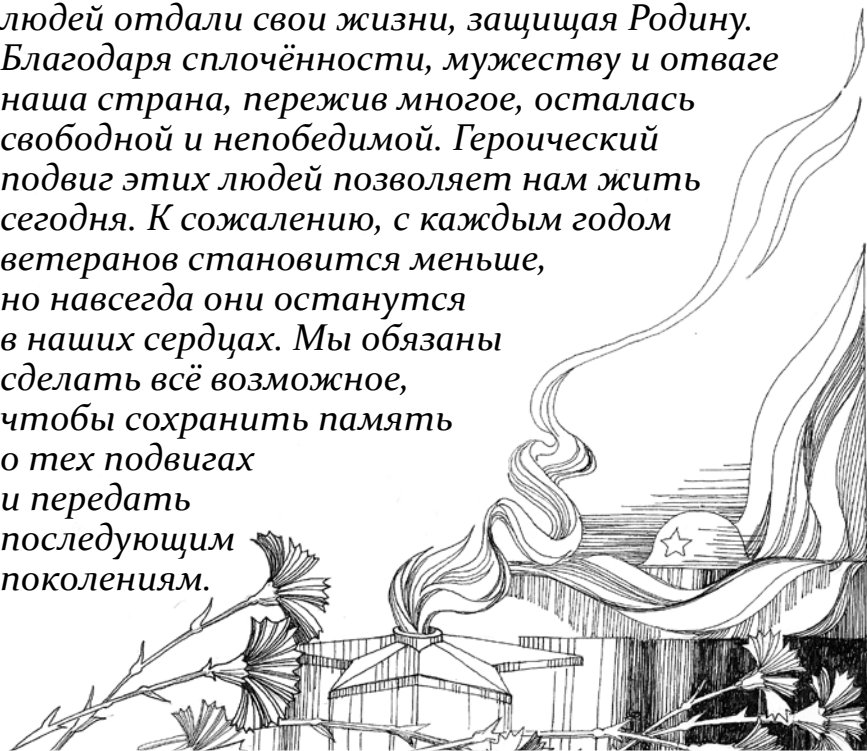 людей отдали свои жизни, защищая Родину.
Благодаря сплочённости, мужеству и отваге
наша страна, пережив многое, осталась
свободной и непобедимой. Героический
подвиг этих людей позволяет нам жить
сегодня. К сожалению, с каждым годом
ветеранов становится меньше,
но навсегда они останутся
в наших сердцах. Мы обязаны
сделать всё возможное,
чтобы сохранить память
о тех подвигах
и передать
последующим
поколениям.